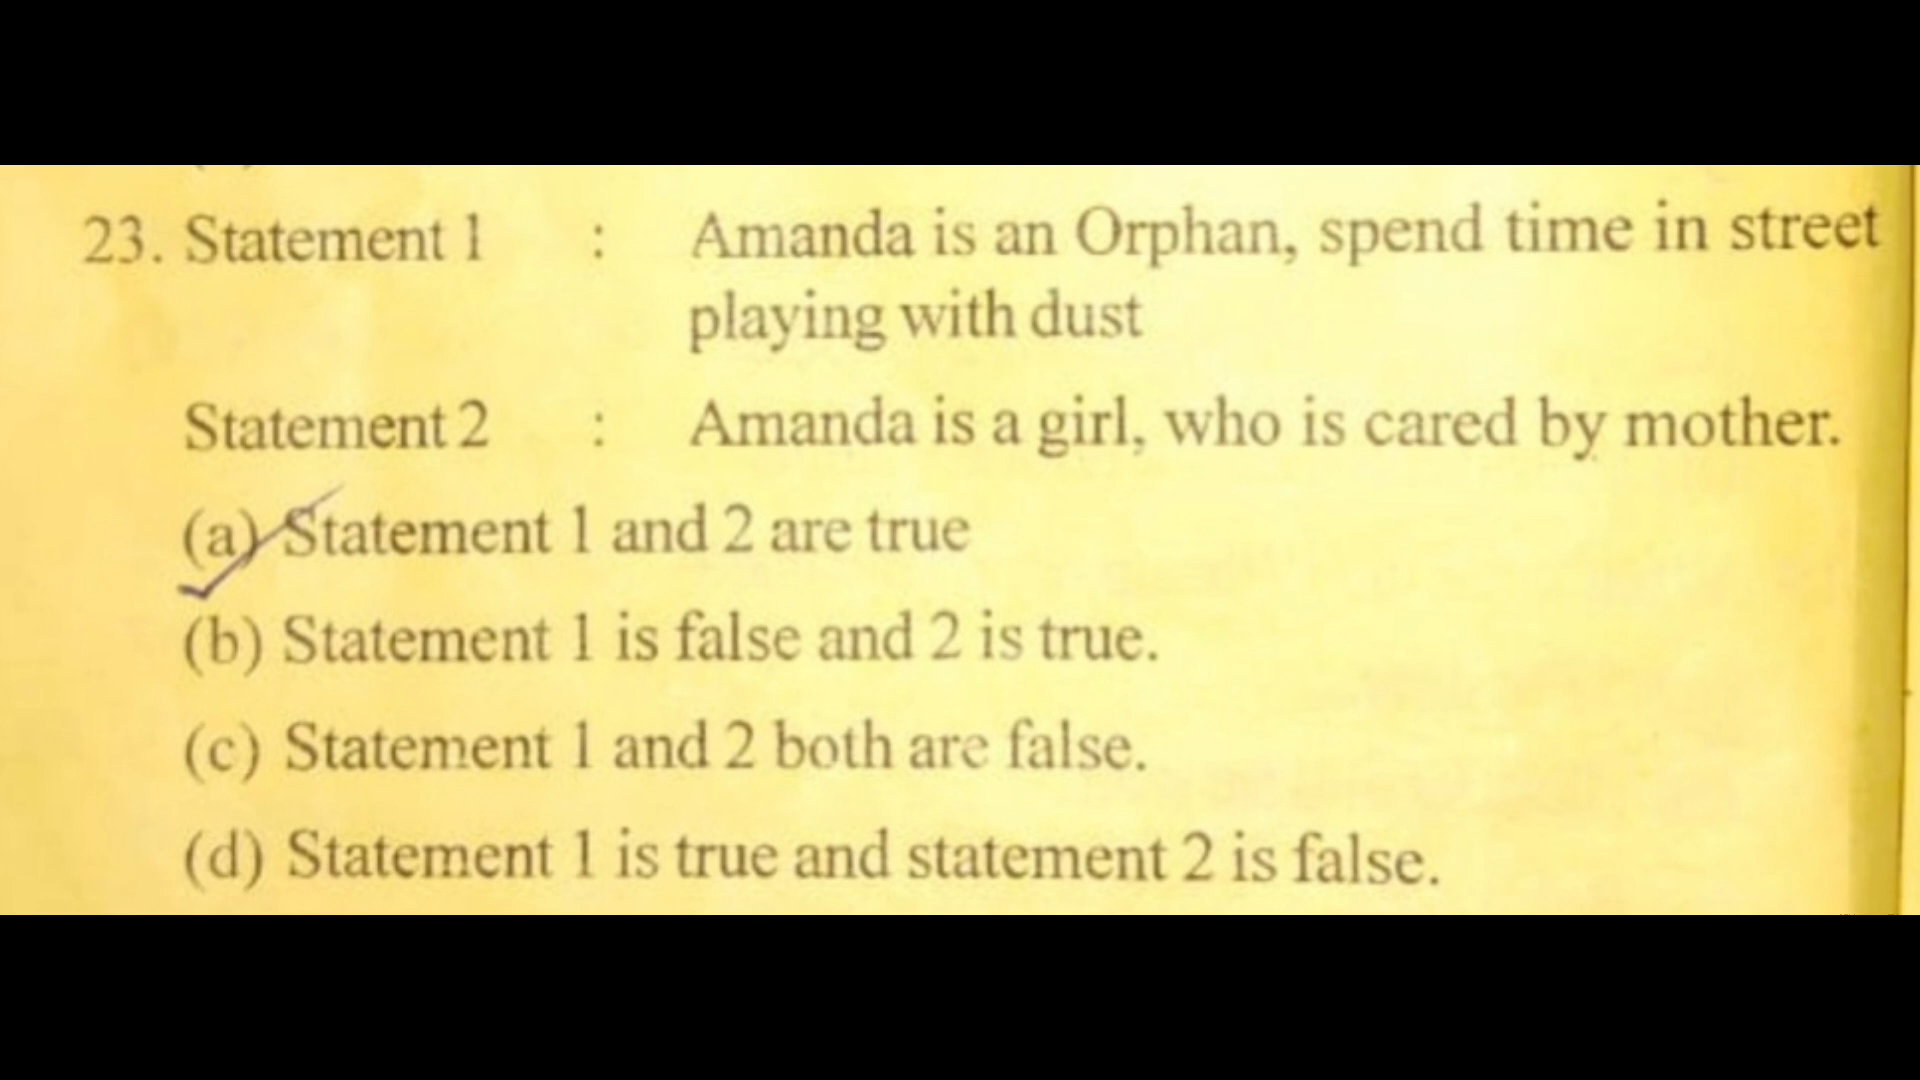 23. Statement 1 : Amanda is an Orphan, spend time in street
playing with dust
Statement 2 : Amanda is a girl, who is cared by mother.
(a) Statement 1 and 2 are true
(b) Statement 1 is false and 2 is true.
(c) Statement 1 and 2 both are false.
(d) Statement 1 is true and statement 2 is false.